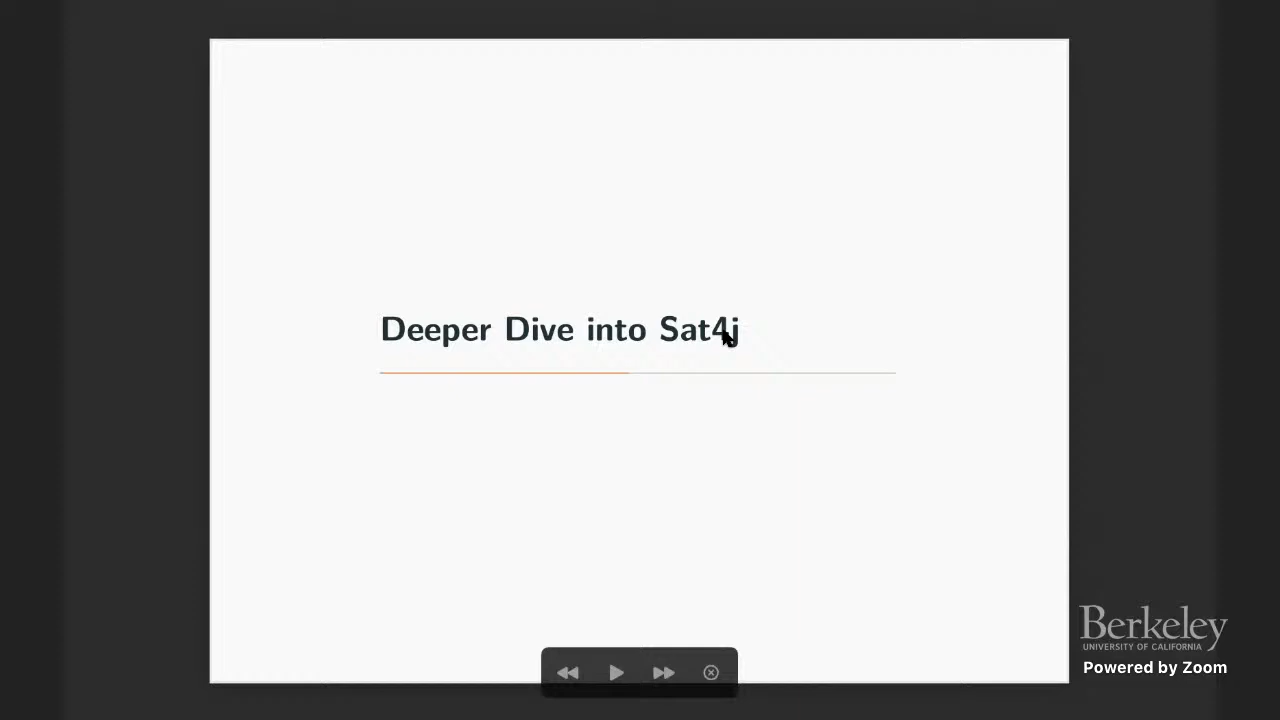 Deeper Dive into Sat4j
Berkeley
UNIVERSITY OF CALIFORNIA
Powered by Zoom